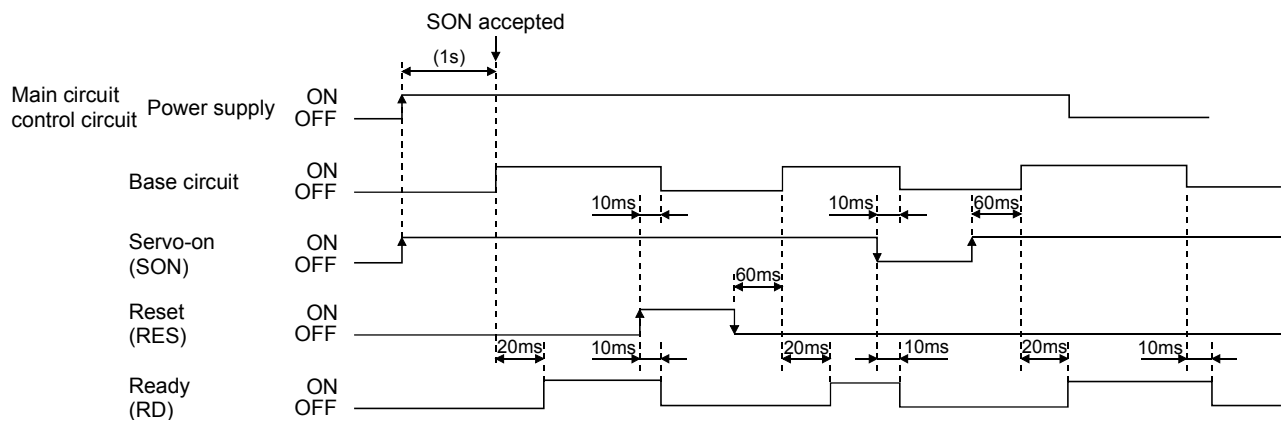 SON accepted
(1s)
Main circuit
control circuit
Power supply
ON
OFF
Base circuit
ON
OFF
10ms
10ms
60ms
Servo-on
(SON)
ON
OFF
60ms
Reset
(RES)
ON
OFF
20ms
10ms
20ms
10ms
20ms
10ms
Ready
(RD)
ON
OFF